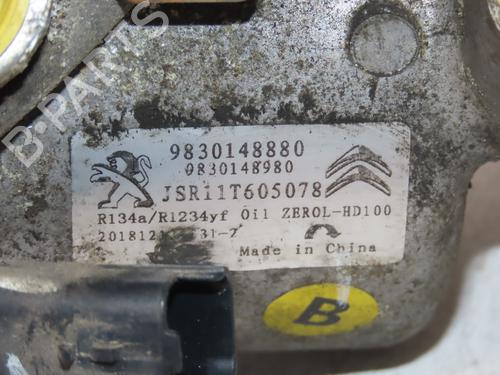 B-PARTS
9830148880
9830148980
JSR11T605078
R134a/R1234yf Oil ZEROL-HD100
Made in China
B